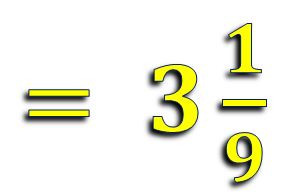 = 3 1/9